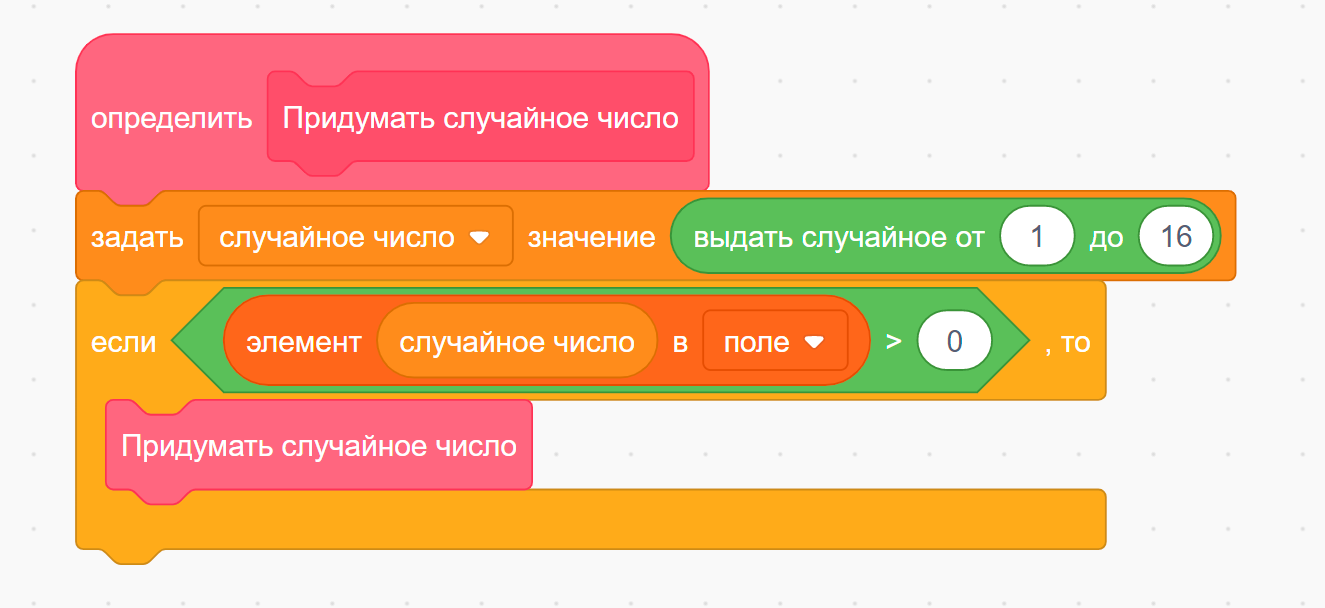 определить Придумать случайное число
задать случайное число значение выдать случайное от 1 до 16
если элемент случайное число в поле > 0 , то
Придумать случайное число